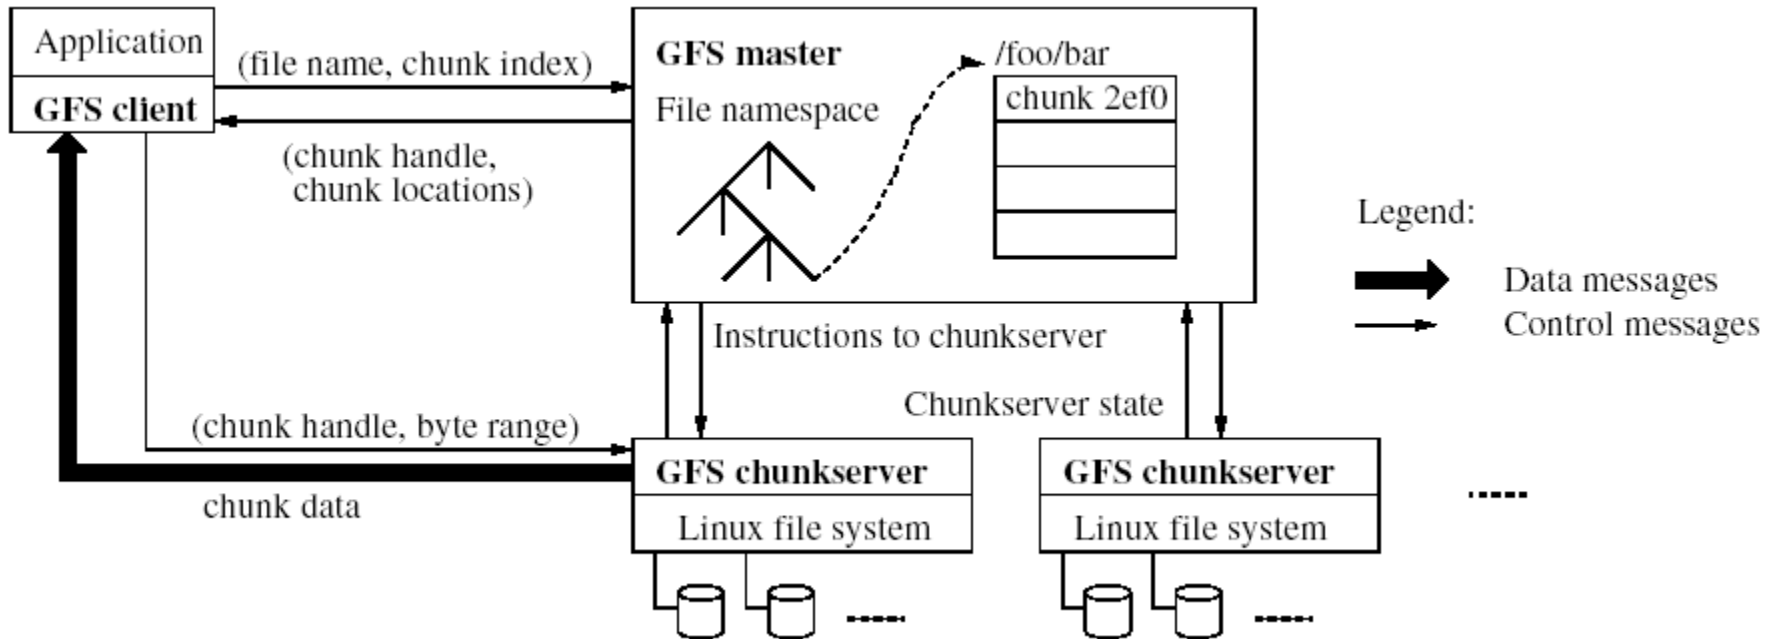 Application
GFS client
(file name, chunk index)
(chunk handle,
chunk locations)
GFS master
File namespace
/foo/bar
chunk 2ef0
Legend:
Data messages
Control messages
Instructions to chunkserver
Chunkserver state
(chunk handle, byte range)
chunk data
GFS chunkserver
Linux file system
GFS chunkserver
Linux file system